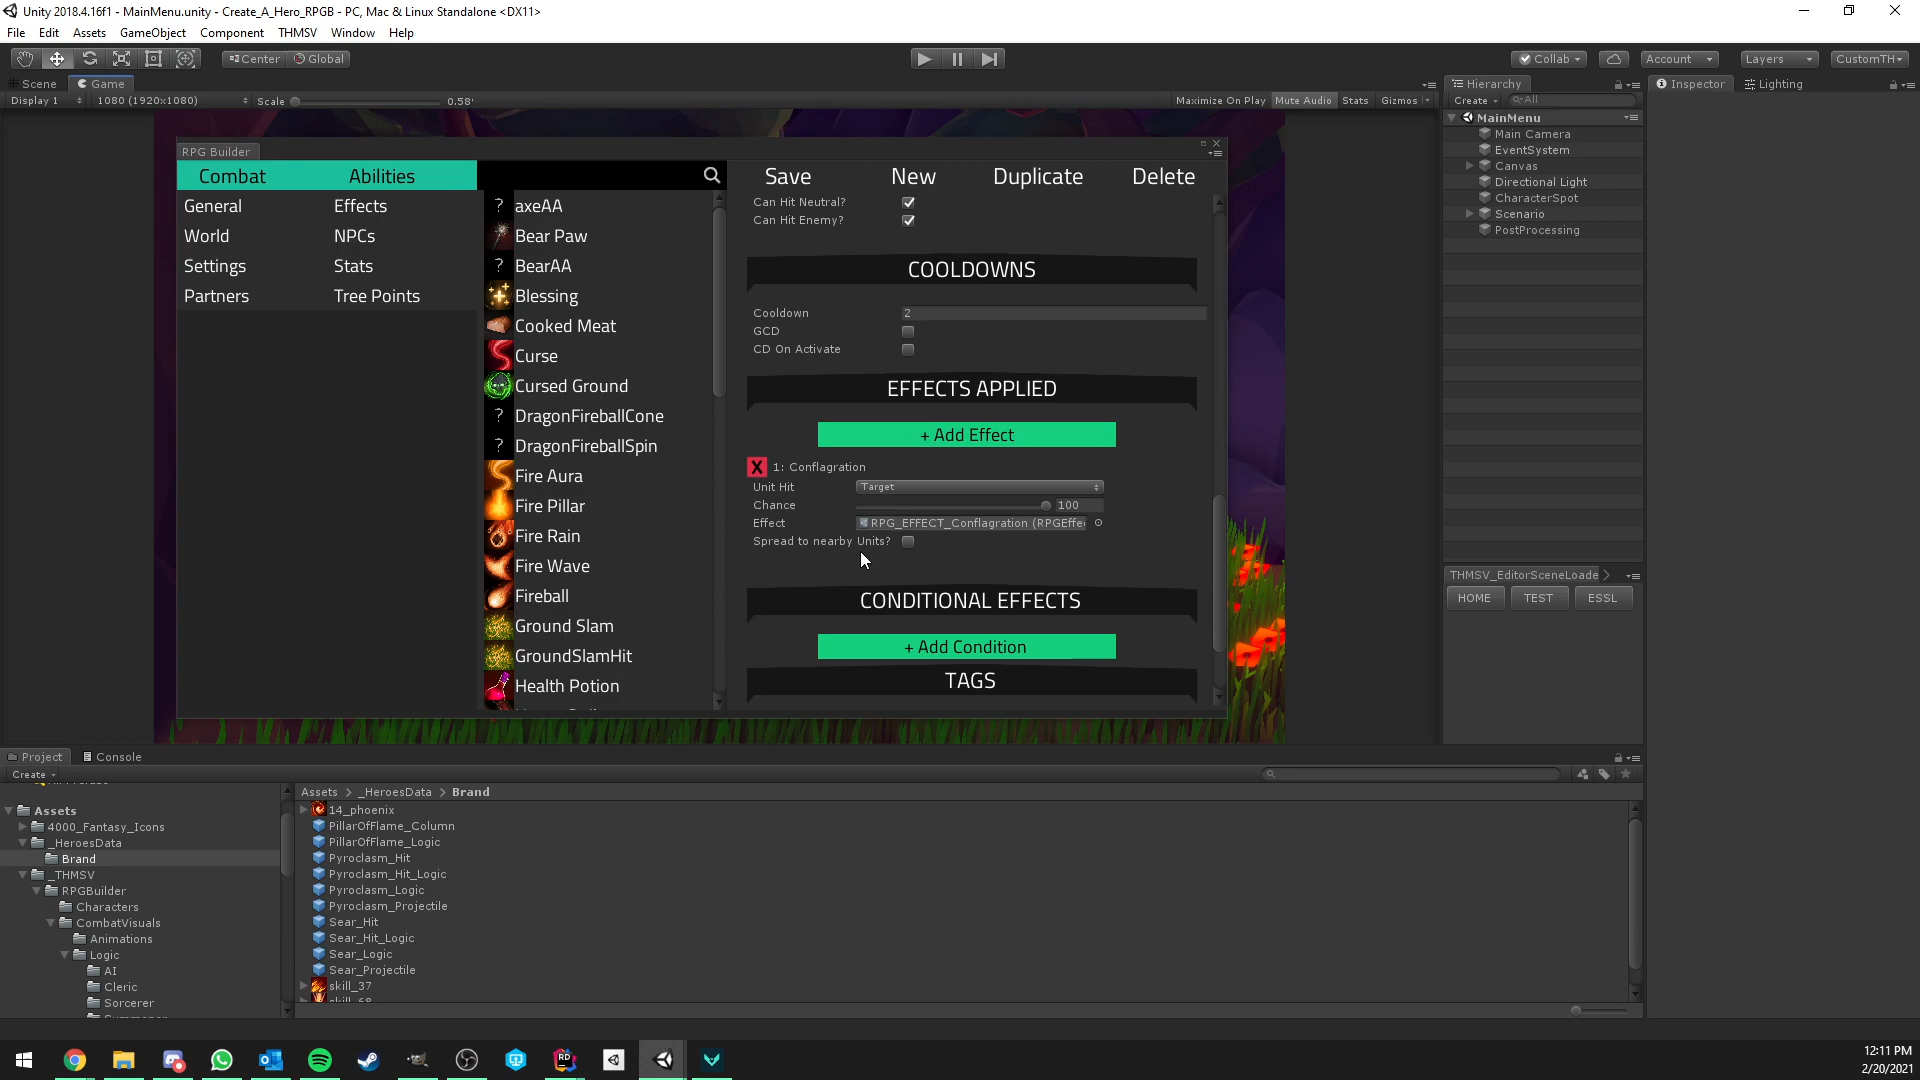 Unity 2018.4.16f1 - MainMenu.unity - Create_A_Hero_RPGB - PC, Mac & Linux Standalone <DX11>
File Edit Assets GameObject Component THMSV Window Help
Center Global
Collab Account Layers CustomTH
Scene Game
Display 1 1080 (1920x1080) Scale 0.58' Maximize On Play Mute Audio Stats Gizmos
Hierarchy
Create All
MainMenu
Main Camera
EventSystem
Canvas
Directional Light
CharacterSpot
Scenario
PostProcessing
Inspector Lighting
THMSV_EditorSceneLoade
HOME TEST ESSL
RPG Builder
Combat Abilities
General Effects
World NPCs
Settings Stats
Partners Tree Points
? axeAA
Bear Paw
? BearAA
Blessing
Cooked Meat
Curse
Cursed Ground
? DragonFireballCone
? DragonFireballSpin
Fire Aura
Fire Pillar
Fire Rain
Fire Wave
Fireball
Ground Slam
GroundSlamHit
Health Potion
Save New Duplicate Delete
Can Hit Neutral?
Can Hit Enemy?
COOLDOWNS
Cooldown 2
GCD
CD On Activate
EFFECTS APPLIED
+ Add Effect
X 1: Conflagration
Unit Hit Target
Chance 100
Effect RPG_EFFECT_Conflagration (RPGEffe
Spread to nearby Units?
CONDITIONAL EFFECTS
+ Add Condition
TAGS
Project Console
Create
Assets
4000_Fantasy_Icons
_HeroesData
Brand
_THMSV
RPGBuilder
Characters
CombatVisuals
Animations
Logic
AI
Cleric
Sorcerer
Assets > _HeroesData > Brand
14_phoenix
PillarOfFlame_Column
PillarOfFlame_Logic
Pyroclasm_Hit
Pyroclasm_Hit_Logic
Pyroclasm_Logic
Pyroclasm_Projectile
Sear_Hit
Sear_Hit_Logic
Sear_Logic
Sear_Projectile
skill_37
RD
12:11 PM
2/20/2021